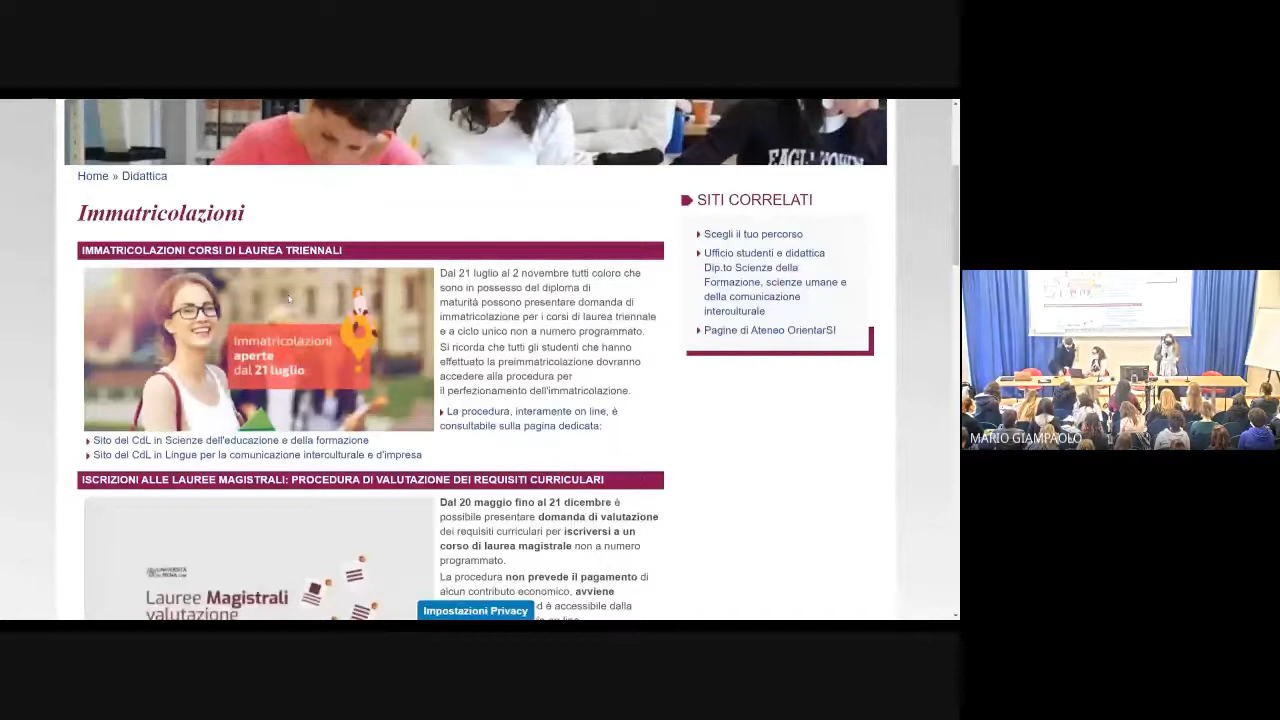 EAGL
Home » Didattica
Immatricolazioni
IMMATRICOLAZIONI CORSI DI LAUREA TRIENNALI
Immatricolazioni
aperte
dal 21 luglio
Dal 21 luglio al 2 novembre tutti coloro che
sono in possesso del diploma di
maturità possono presentare domanda di
immatricolazione per i corsi di laurea triennale
e a ciclo unico non a numero programmato.
Si ricorda che tutti gli studenti che hanno
effettuato la preimmatricolazione dovranno
accedere alla procedura per
il perfezionamento dell'immatricolazione.
La procedura, interamente on line, è
consultabile sulla pagina dedicata:
Sito del CdL in Scienze dell'educazione e della formazione
Sito del CdL in Lingue per la comunicazione interculturale e d'impresa
ISCRIZIONI ALLE LAUREE MAGISTRALI: PROCEDURA DI VALUTAZIONE DEI REQUISITI CURRICULARI
UNIVERSITÀ
Lauree Magistrali
valutazione
Dal 20 maggio fino al 21 dicembre è
possibile presentare domanda di valutazione
dei requisiti curriculari per iscriversi a un
corso di laurea magistrale non a numero
programmato.
La procedura non prevede il pagamento di
alcun contributo economico, avviene
è accessibile dalla
Impostazioni Privacy
SITI CORRELATI
Scegli il tuo percorso
Ufficio studenti e didattica
Dip.to Scienze della
Formazione, scienze umane e
della comunicazione
interculturale
Pagine di Ateneo OrientarSI
MARIO GIAMPAOLO